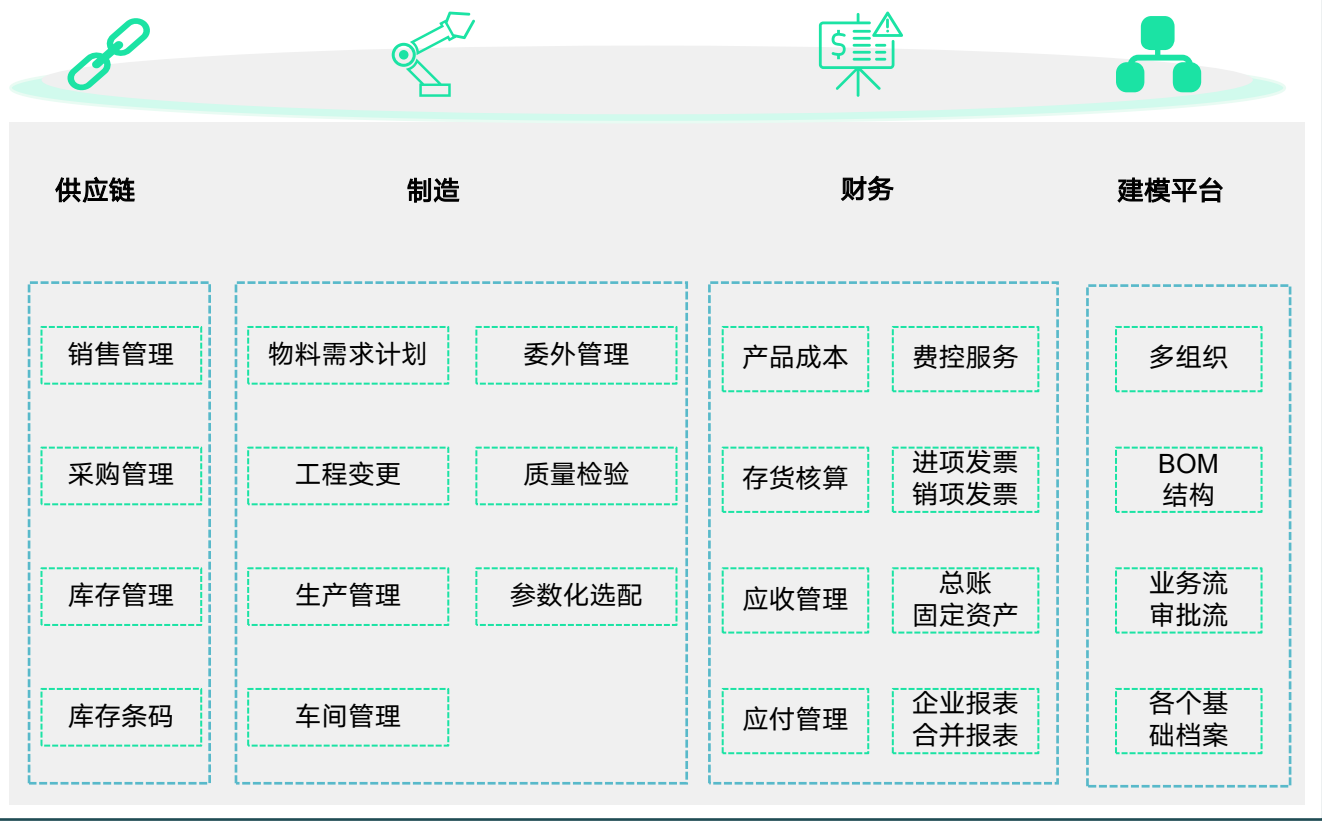 供应链
制造
财务
建模平台
销售管理
采购管理
库存管理
库存条码
物料需求计划
委外管理
工程变更
质量检验
生产管理
参数化选配
车间管理
产品成本
费控服务
存货核算
进项发票
销项发票
应收管理
总账
固定资产
应付管理
企业报表
合并报表
多组织
BOM
结构
业务流
审批流
各个基
础档案